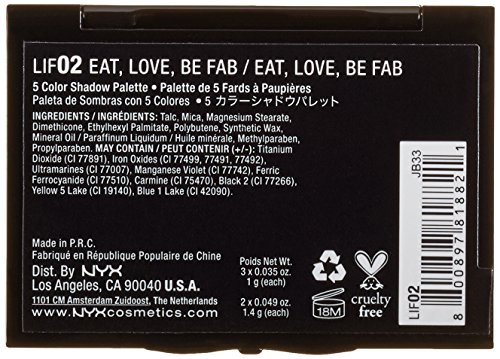 LIF02 EAT, LOVE, BE FAB / EAT, LOVE, BE FAB
5 Color Shadow Palette • Palette de 5 Fards à Paupières
Paleta de Sombras con 5 Colores • 5 カラーシャドウパレット
INGREDIENTS / INGRÉDIENTS: Talc, Mica, Magnesium Stearate,
Dimethicone, Ethylhexyl Palmitate, Polybutene, Synthetic Wax,
Mineral Oil / Paraffinum Liquidum / Huile minérale, Methylparaben,
Propylparaben. MAY CONTAIN / PEUT CONTENIR (+/-): Titanium
Dioxide (CI 77891), Iron Oxides (CI 77499, 77491, 77492),
Ultramarines (CI 77007), Manganese Violet (CI 77742), Ferric
Ferrocyanide (CI 77510), Carmine (CI 75470), Black 2 (CI 77266),
Yellow 5 Lake (CI 19140), Blue 1 Lake (CI 42090).
Made in P.R.C.
Fabriqué en République Populaire de Chine
Dist. By NYX
Los Angeles, CA 90040 U.S.A.
1101 CM Amsterdam Zuidoost, The Netherlands
www.NYXcosmetics.com
Poids Net Wt.
3 x 0.035 oz.
1 g (each)
2 x 0.049 oz.
1.4 g (each)
18M
cruelty
free
JB33
8 00897 81882 1
LIF02